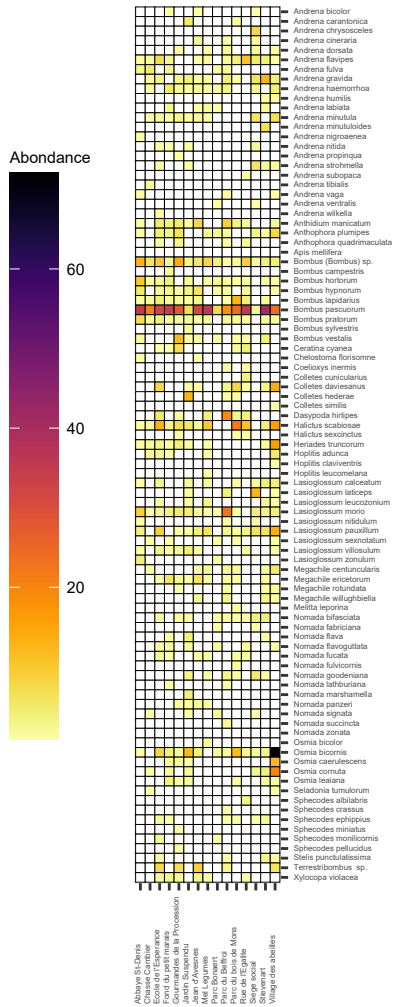 Abondance
60
40
20
Andrena bicolor
Andrena carantonica
Andrena chrysosceles
Andrena cineraria
Andrena dorsata
Andrena flavipes
Andrena fulva
Andrena gravida
Andrena haemorrhoa
Andrena humilis
Andrena labiata
Andrena minutula
Andrena minutuloides
Andrena nigroaenea
Andrena nitida
Andrena propinqua
Andrena strohmella
Andrena subopaca
Andrena tibialis
Andrena vaga
Andrena ventralis
Andrena wilkella
Anthidium manicatum
Anthophora plumipes
Anthophora quadrimaculata
Apis mellifera
Bombus (Bombus) sp.
Bombus campestris
Bombus hortorum
Bombus hypnorum
Bombus lapidarius
Bombus pascuorum
Bombus pratorum
Bombus sylvestris
Bombus vestalis
Ceratina cyanea
Chelostoma florisomne
Coelioxys inermis
Colletes cunicularius
Colletes daviesanus
Colletes hederae
Colletes similis
Dasypoda hirtipes
Halictus scabiosae
Halictus sexcinctus
Heriades truncorum
Hoplitis adunca
Hoplitis claviventris
Hoplitis leucomelana
Lasioglossum calceatum
Lasioglossum laticeps
Lasioglossum leucozonium
Lasioglossum morio
Lasioglossum nitidulum
Lasioglossum pauxillum
Lasioglossum sexnotatum
Lasioglossum villosulum
Lasioglossum zonulum
Megachile centuncularis
Megachile ericetorum
Megachile rotundata
Megachile willughbiella
Melitta leporina
Nomada bifasciata
Nomada fabriciana
Nomada flava
Nomada flavoguttata
Nomada fucata
Nomada fulvicornis
Nomada goodeniana
Nomada lathburiana
Nomada marshamella
Nomada panzeri
Nomada signata
Nomada succincta
Nomada zonata
Osmia bicolor
Osmia bicornis
Osmia caerulescens
Osmia cornuta
Osmia leaiana
Seladonia tumulorum
Sphecodes albilabris
Sphecodes crassus
Sphecodes ephippius
Sphecodes miniatus
Sphecodes monilicornis
Sphecodes pellucidus
Stelis punctulatissima
Terrestribombus sp.
Xylocopa violacea
Abbaye St-Denis
Chasse Cambier
Ecole de l'Esperance
Fond du petit marais
Gourmandes de la Procession
Jardin Suspendu
Jean d'Avesnes
Mel Legumes
Parc Bonaert
Parc du Beffroi
Parc du bois de Mons
Rue de l'Egalite
Siege social
Stievenart
Village des abeilles